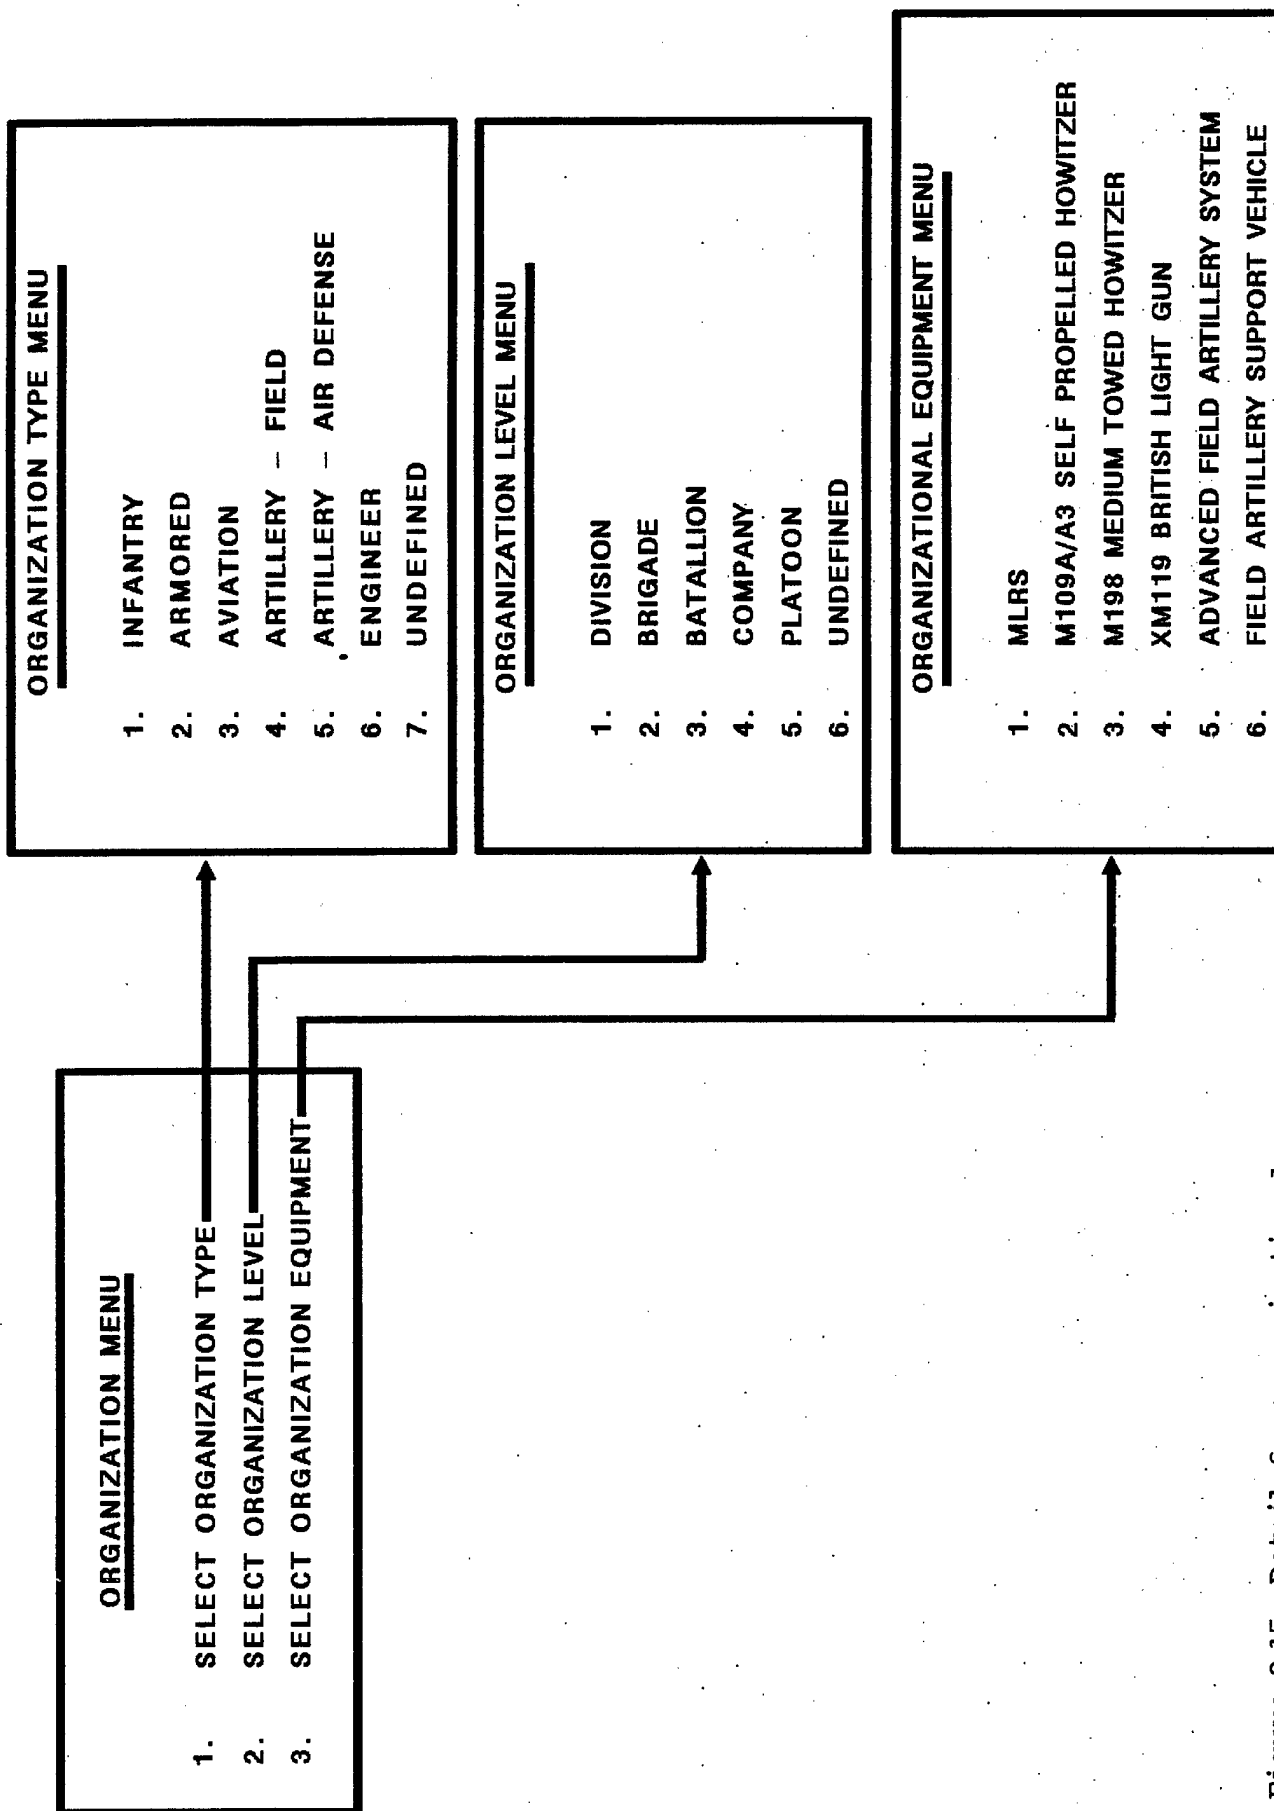 ORGANIZATION MENU
1. SELECT ORGANIZATION TYPE
2. SELECT ORGANIZATION LEVEL
3. SELECT ORGANIZATION EQUIPMENT
ORGANIZATION TYPE MENU
1. INFANTRY
2. ARMORED
3. AVIATION
4. ARTILLERY — FIELD
5. ARTILLERY — AIR DEFENSE
6. ENGINEER
7. UNDEFINED
ORGANIZATION LEVEL MENU
1. DIVISION
2. BRIGADE
3. BATALLION
4. COMPANY
5. PLATOON
6. UNDEFINED
ORGANIZATIONAL EQUIPMENT MENU
1. MLRS
2. M109A/A3 SELF PROPELLED HOWITZER
3. M198 MEDIUM TOWED HOWITZER
4. XM119 BRITISH LIGHT GUN
5. ADVANCED FIELD ARTILLERY SYSTEM
6. FIELD ARTILLERY SUPPORT VEHICLE